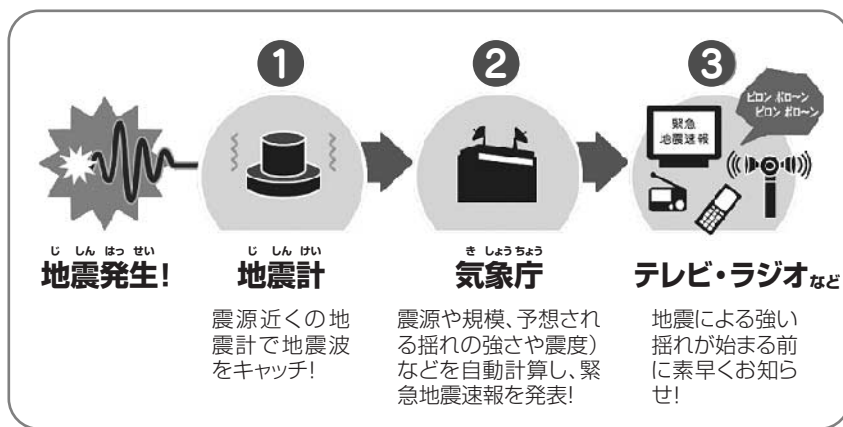 1
2
3
ピロン ポロ〜ン
ピロン ポロ〜ン
緊急
地震速報
じ しん はっ せい
地震発生!
じ しん けい
地震計
き しょうちょう
気象庁
テレビ・ラジオなど
震源近くの地
震計で地震波
をキャッチ!
震源や規模、予想され
る揺れの強さや震度)
などを自動計算し、緊
急地震速報を発表!
地震による強い
揺れが始まる前
に素早くお知ら
せ!